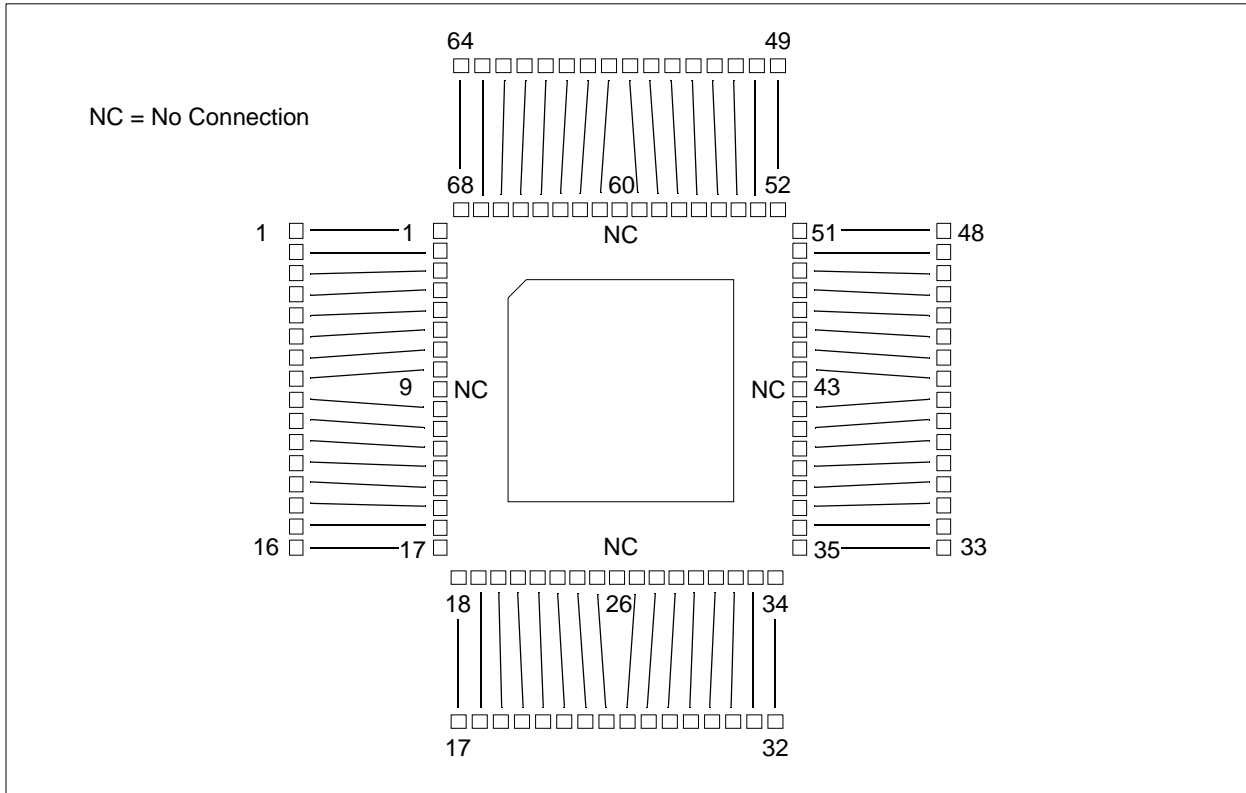 64 49
NC = No Connection
68 60 52
1 1 NC 51 48
9 NC NC 43
16 17 NC 35 33
18 26 34
17 32